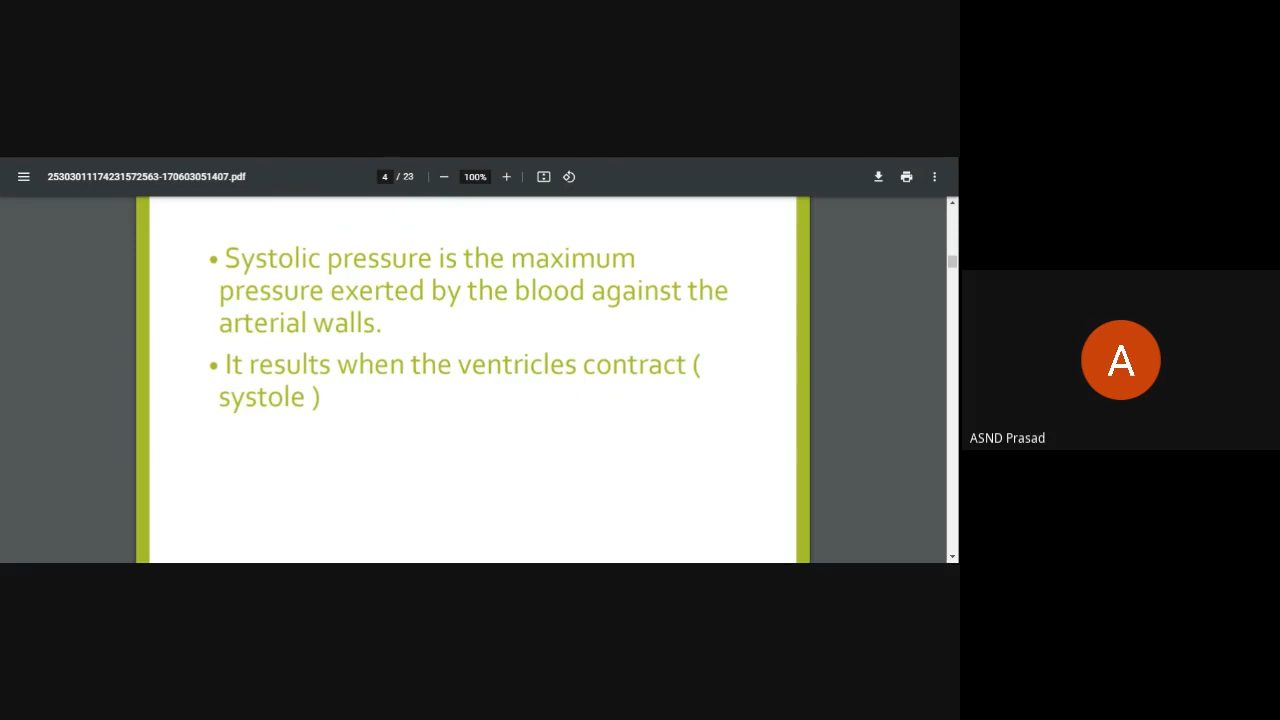 25303011174231572563-170603051407.pdf
4 / 23
100%
• Systolic pressure is the maximum
pressure exerted by the blood against the
arterial walls.
• It results when the ventricles contract (
systole )
A
ASND Prasad